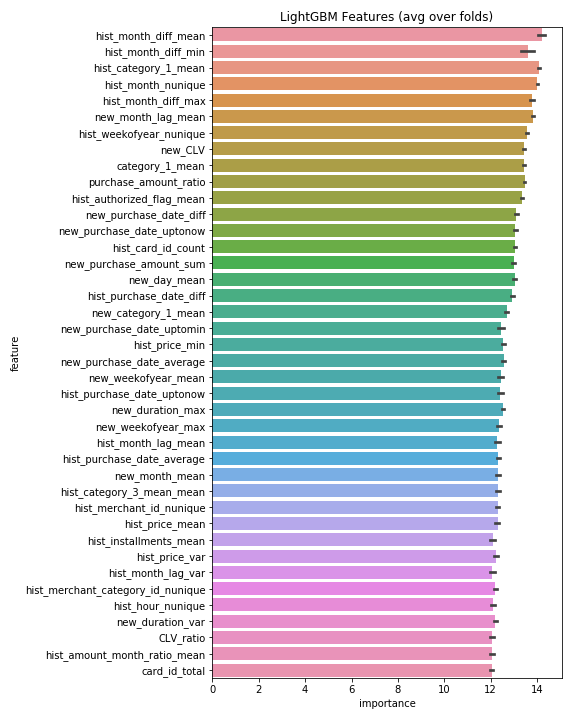 LightGBM Features (avg over folds)
hist_month_diff_mean
hist_month_diff_min
hist_category_1_mean
hist_month_nunique
hist_month_diff_max
new_month_lag_mean
hist_weekofyear_nunique
new_CLV
category_1_mean
purchase_amount_ratio
hist_authorized_flag_mean
new_purchase_date_diff
new_purchase_date_uptonow
hist_card_id_count
new_purchase_amount_sum
new_day_mean
hist_purchase_date_diff
new_category_1_mean
new_purchase_date_uptomin
hist_price_min
new_purchase_date_average
new_weekofyear_mean
hist_purchase_date_uptonow
new_duration_max
new_weekofyear_max
hist_month_lag_mean
hist_purchase_date_average
new_month_mean
hist_category_3_mean_mean
hist_merchant_id_nunique
hist_price_mean
hist_installments_mean
hist_price_var
hist_month_lag_var
hist_merchant_category_id_nunique
hist_hour_nunique
new_duration_var
CLV_ratio
hist_amount_month_ratio_mean
card_id_total
feature
0 2 4 6 8 10 12 14
importance